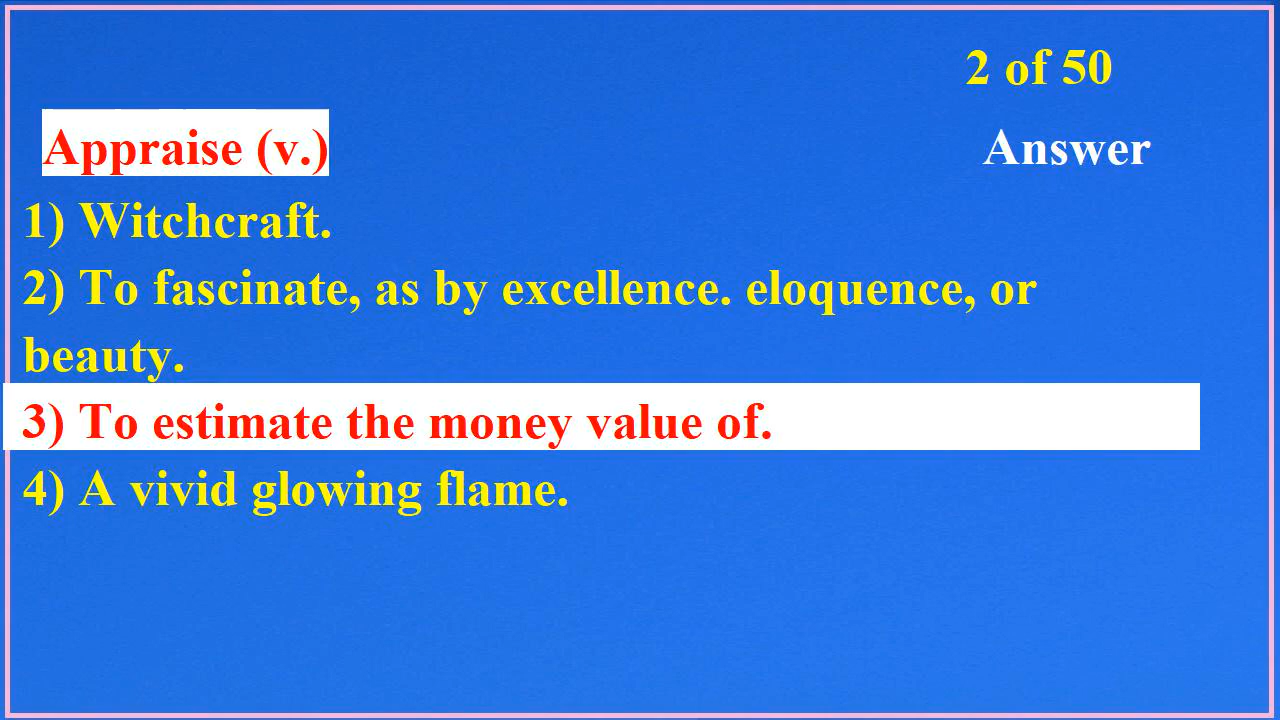 2 of 50
Appraise (v.)
Answer
1) Witchcraft.
2) To fascinate, as by excellence. eloquence, or
beauty.
3) To estimate the money value of.
4) A vivid glowing flame.